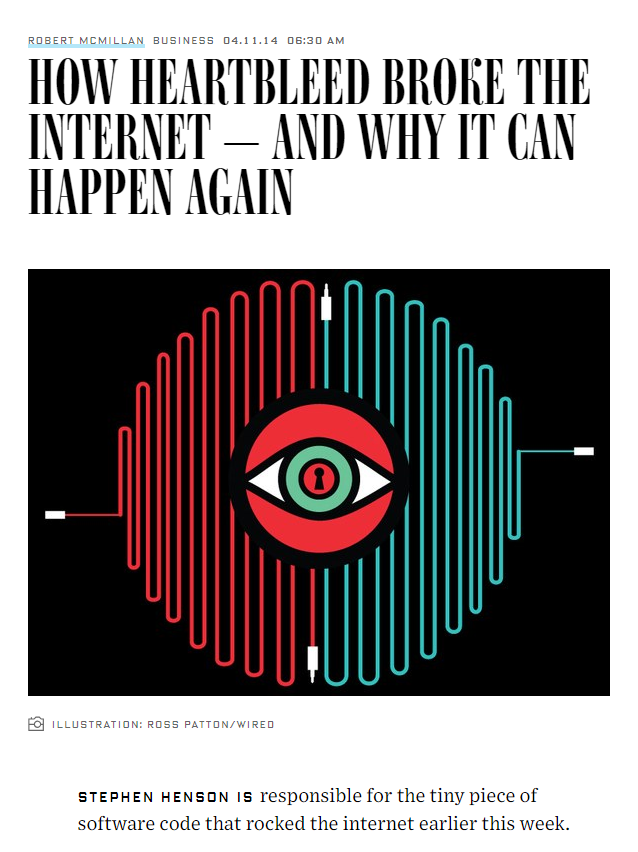 ROBERT MCMILLAN BUSINESS 04.11.14 06:30 AM
HOW HEARTBLEED BROKE THE
INTERNET — AND WHY IT CAN
HAPPEN AGAIN
ILLUSTRATION: ROSS PATTON/WIRED
STEPHEN HENSON IS responsible for the tiny piece of
software code that rocked the internet earlier this week.